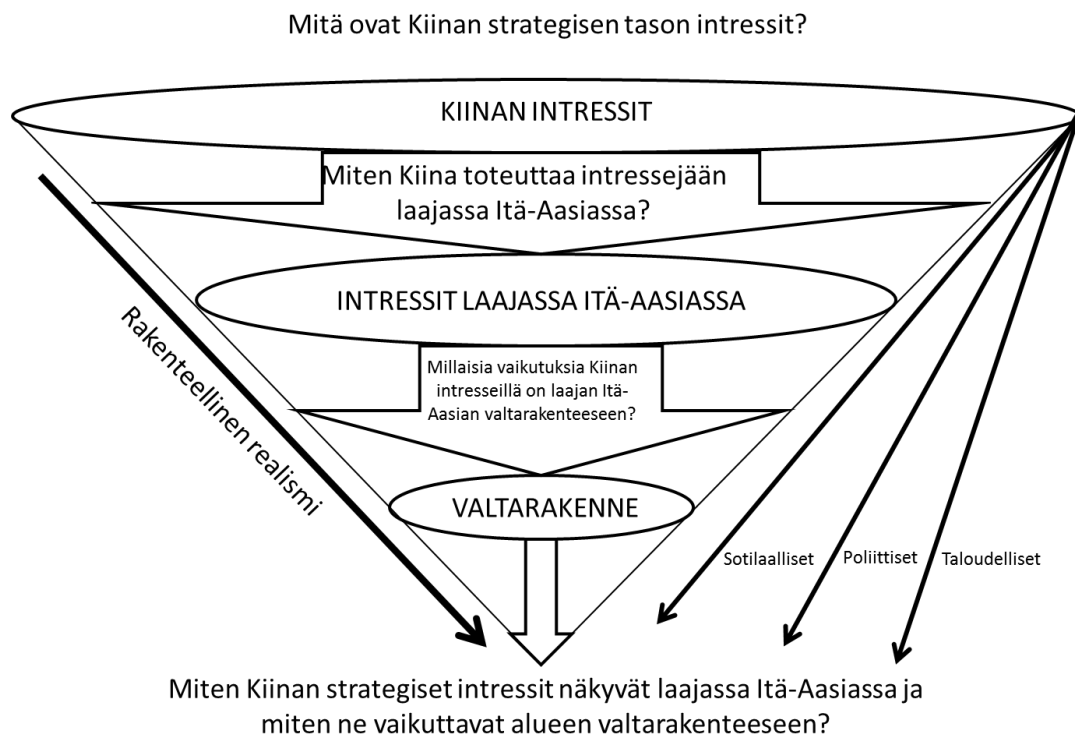 Mitä ovat Kiinan strategisen tason intressit?
KIINAN INTRESSIT
Miten Kiina toteuttaa intressejään
laajassa Itä-Aasiassa?
INTRESSIT LAAJASSA ITÄ-AASIASSA
Millaisia vaikutuksia Kiinan
intresseillä on laajan Itä-
Aasian valtarakenteeseen?
Rakenteellinen realismi
VALTARAKENNE
Sotilaalliset
Poliittiset
Taloudelliset
Miten Kiinan strategiset intressit näkyvät laajassa Itä-Aasiassa ja
miten ne vaikuttavat alueen valtarakenteeseen?